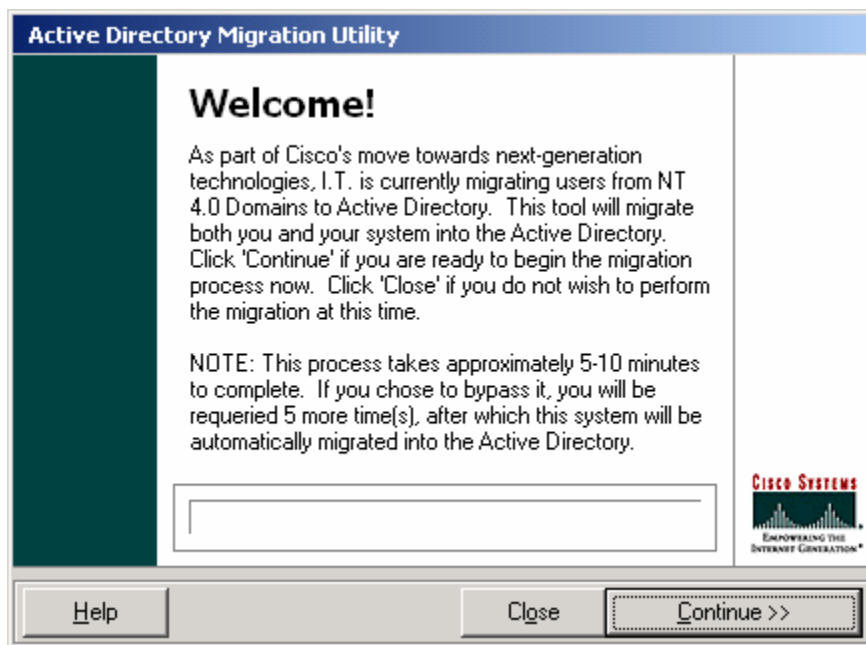 Active Directory Migration Utility
Welcome!
As part of Cisco's move towards next-generation
technologies, I.T. is currently migrating users from NT
4.0 Domains to Active Directory.  This tool will migrate
both you and your system into the Active Directory.
Click 'Continue' if you are ready to begin the migration
process now.  Click 'Close' if you do not wish to perform
the migration at this time.
NOTE: This process takes approximately 5-10 minutes
to complete.  If you chose to bypass it, you will be
requeried 5 more time(s), after which this system will be
automatically migrated into the Active Directory.
CISCO SYSTEMS
EMPOWERING THE
INTERNET GENERATION
Help
Close
Continue >>